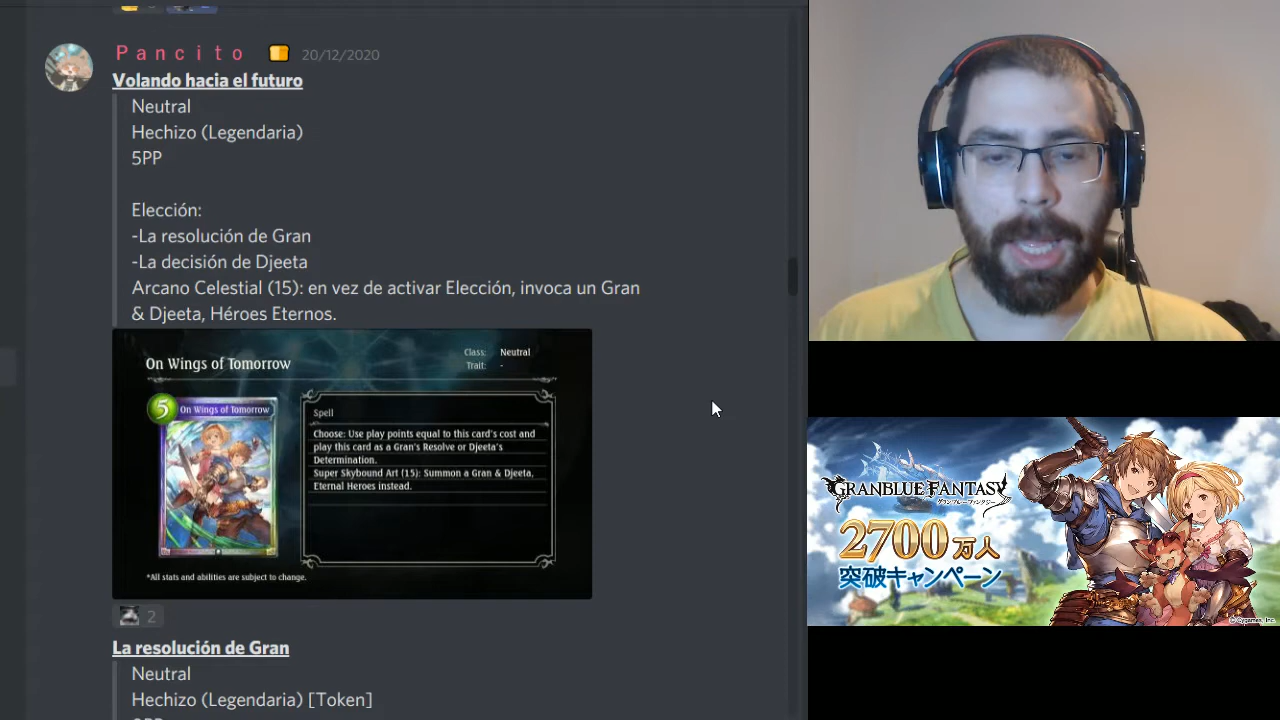 P a n c i t o 20/12/2020
Volando hacia el futuro
Neutral
Hechizo (Legendaria)
5PP
Elección:
-La resolución de Gran
-La decisión de Djeeta
Arcano Celestial (15): en vez de activar Elección, invoca un Gran
& Djeeta, Héroes Eternos.
On Wings of Tomorrow
Class: Neutral
Trait: -
5 On Wings of Tomorrow
Spell
Choose: Use play points equal to this card's cost and
play this card as a Gran's Resolve or Djeeta's
Determination.
Super Skybound Art (15): Summon a Gran & Djeeta,
Eternal Heroes instead.
*All stats and abilities are subject to change.
2
La resolución de Gran
Neutral
Hechizo (Legendaria) [Token]
GRANBLUE FANTASY
グランブルーファンタジー
2700万人
突破キャンペーン
© Cygames, Inc.